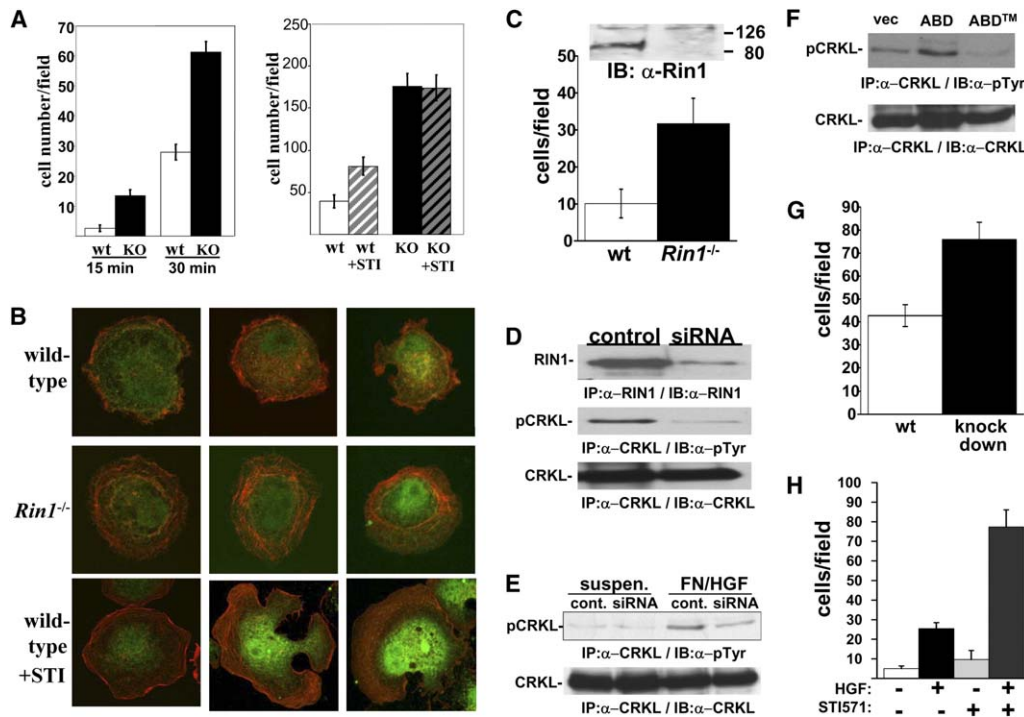 A
cell number/field
70
60
50
40
30
20
10
wt KO wt KO
15 min 30 min
cell number/field
250
200
150
100
50
wt wt KO KO
+STI +STI
B
wild-
type
Rin1-/-
wild-
type
+STI
C
126
80
IB: α-Rin1
cells/field
50
40
30
20
10
0
wt Rin1-/-
D
control siRNA
RIN1-
IP:α-RIN1 / IB:α-RIN1
pCRKL-
IP:α-CRKL / IB:α-pTyr
CRKL-
IP:α-CRKL / IB:α-CRKL
E
suspen. FN/HGF
cont. siRNA cont. siRNA
pCRKL-
IP:α-CRKL / IB:α-pTyr
CRKL-
IP:α-CRKL / IB:α-CRKL
F
vec ABD ABD™
pCRKL-
IP:α-CRKL / IB:α-pTyr
CRKL-
IP:α-CRKL / IB:α-CRKL
G
cells/field
90
80
70
60
50
40
30
20
10
0
wt knock
down
H
cells/field
90
80
70
60
50
40
30
20
10
HGF: - + - +
STI571: - - + +